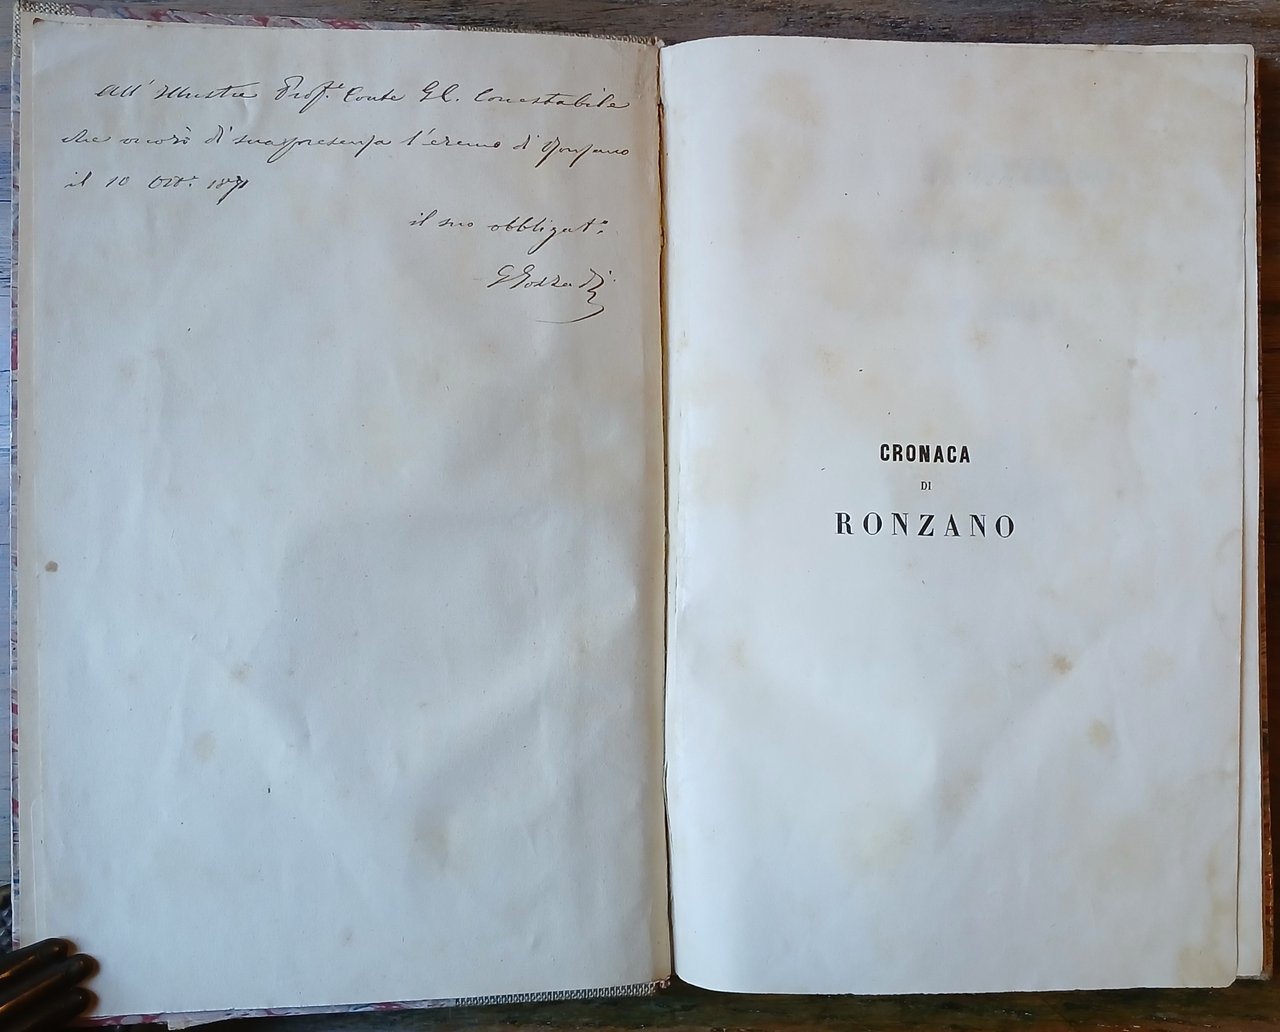 All' Illustre Prof.e Conte G C. Conestabile
che onorò di sua presenza l'eremo di Ronzano
il 10 Ott.e 1871
il suo obbligat.o
G Gozzadi
CRONACA
DI
RONZANO